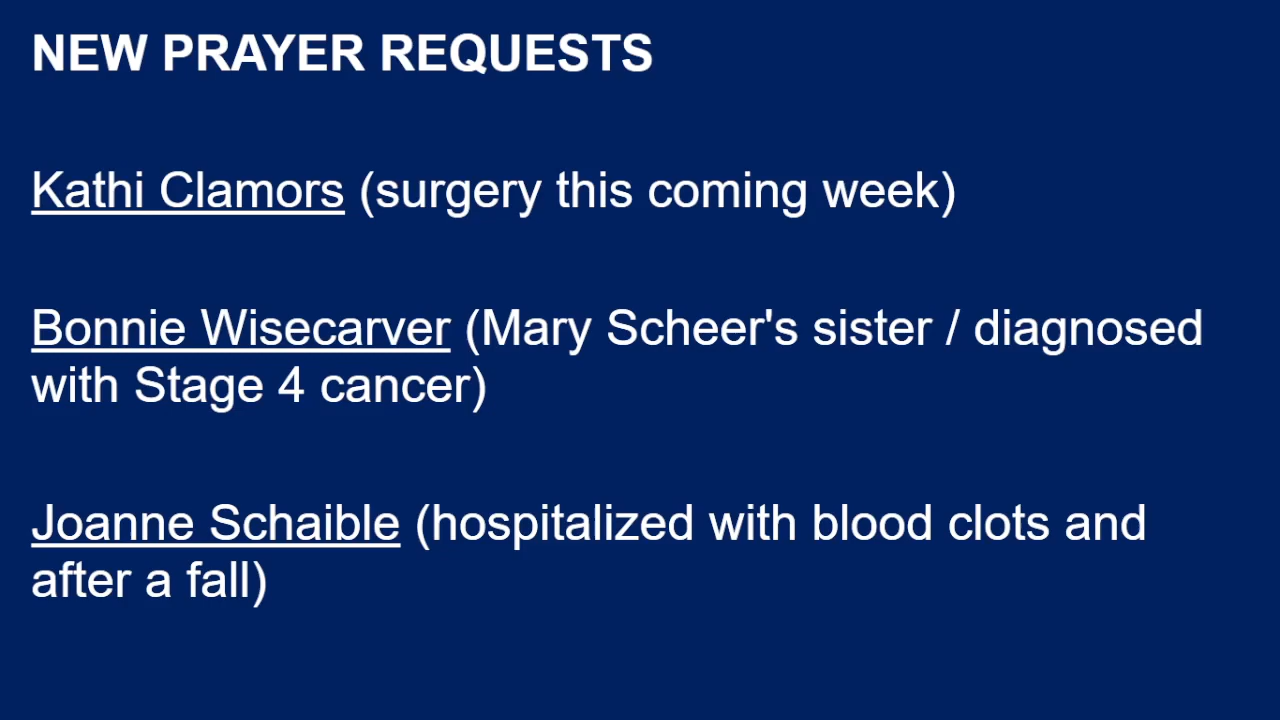 NEW PRAYER REQUESTS
Kathi Clamors (surgery this coming week)
Bonnie Wisecarver (Mary Scheer's sister / diagnosed
with Stage 4 cancer)
Joanne Schaible (hospitalized with blood clots and
after a fall)